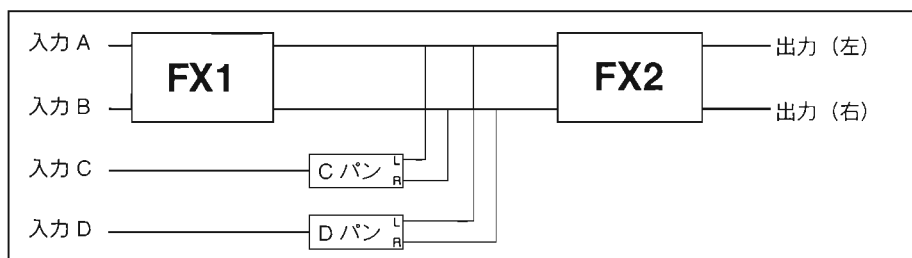 入力 A
FX1
FX2
出力（左）
入力 B
出力（右）
入力 C
C パン
L
R
入力 D
D パン
L
R